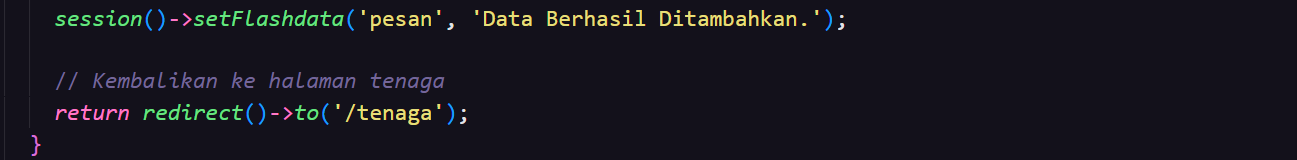 session()->setFlashdata('pesan', 'Data Berhasil Ditambahkan.');
// Kembalikan ke halaman tenaga
return redirect()->to('/tenaga');
}